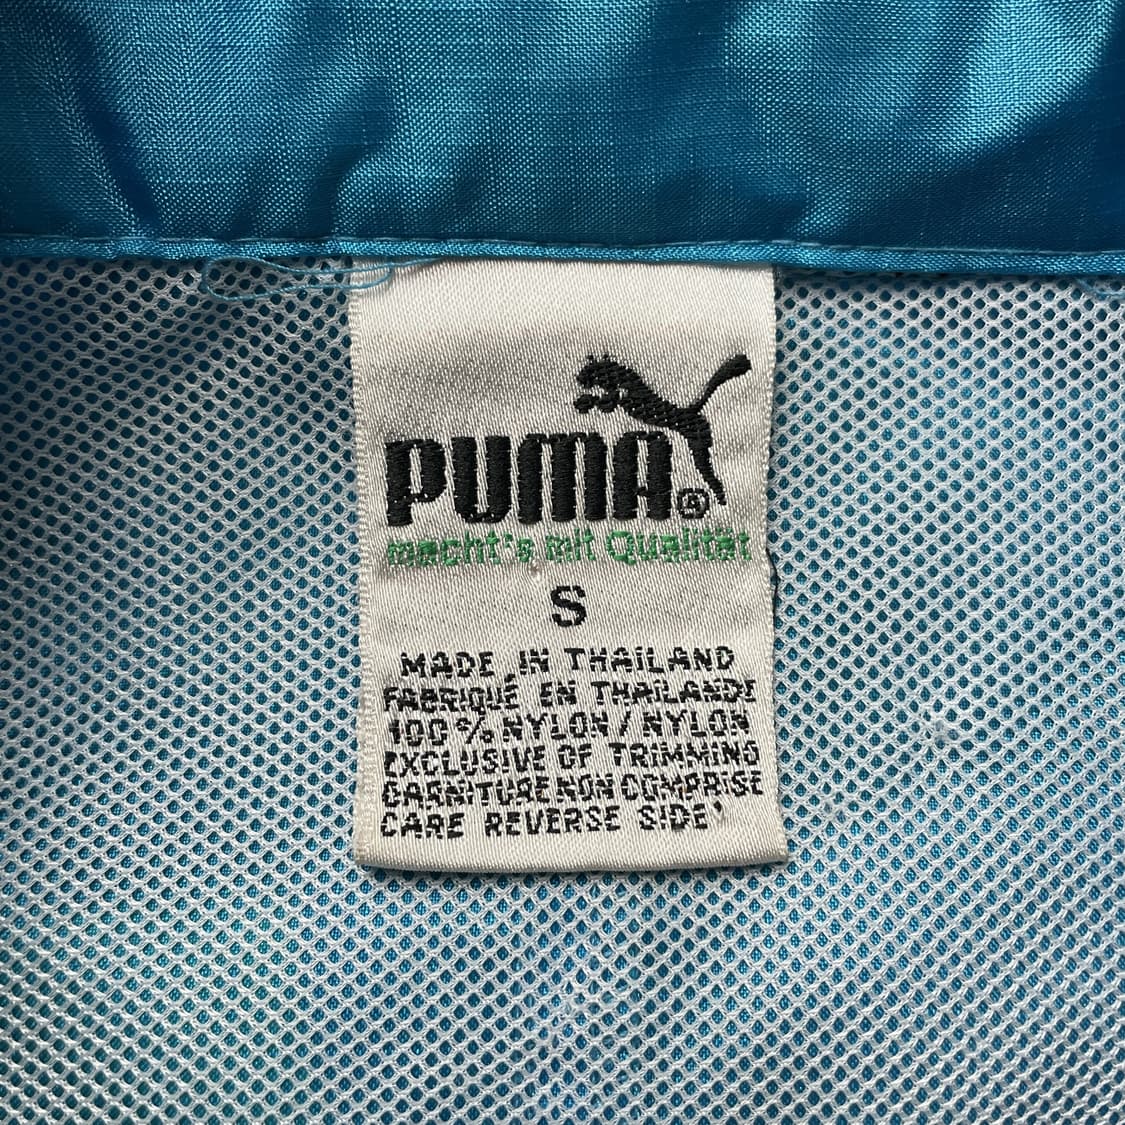 PUMA®
macht's mit Qualität
S
MADE IN THAILAND
FABRIQUÉ EN THAILANDE
100% NYLON / NYLON
EXCLUSIVE OF TRIMMING
GARNITURE NON COMPRISE
CARE REVERSE SIDE